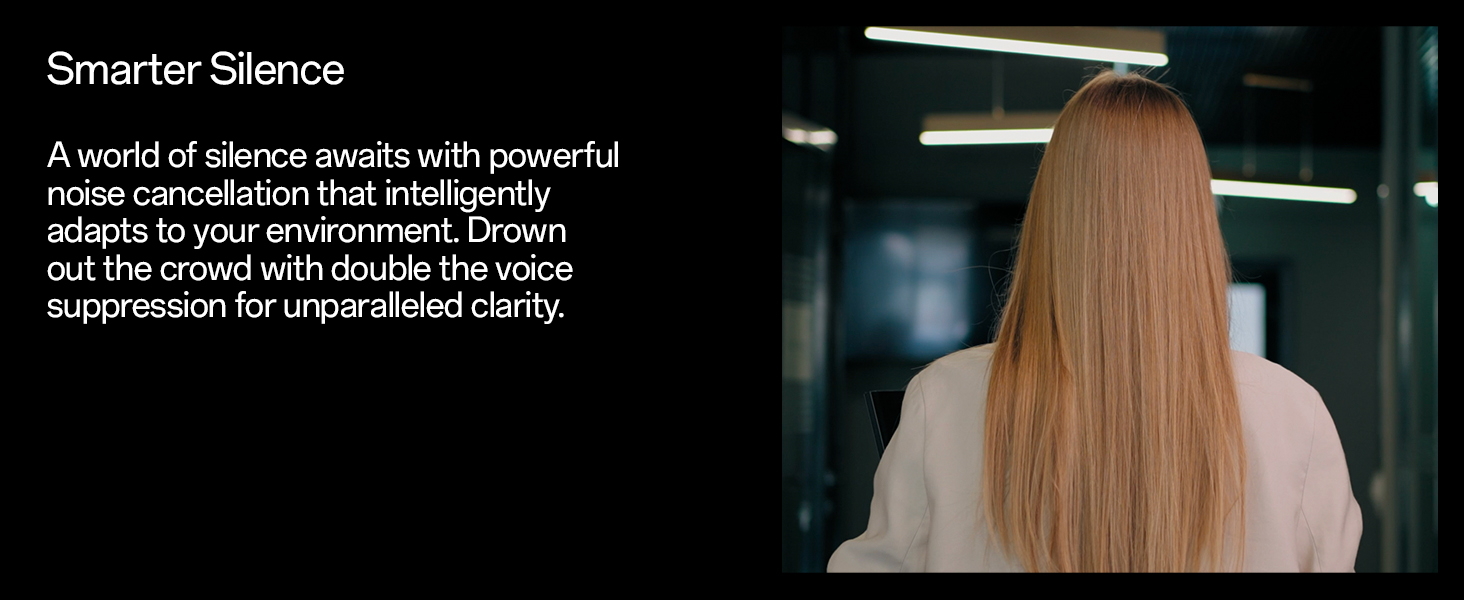 Smarter Silence
A world of silence awaits with powerful
noise cancellation that intelligently
adapts to your environment. Drown
out the crowd with double the voice
suppression for unparalleled clarity.